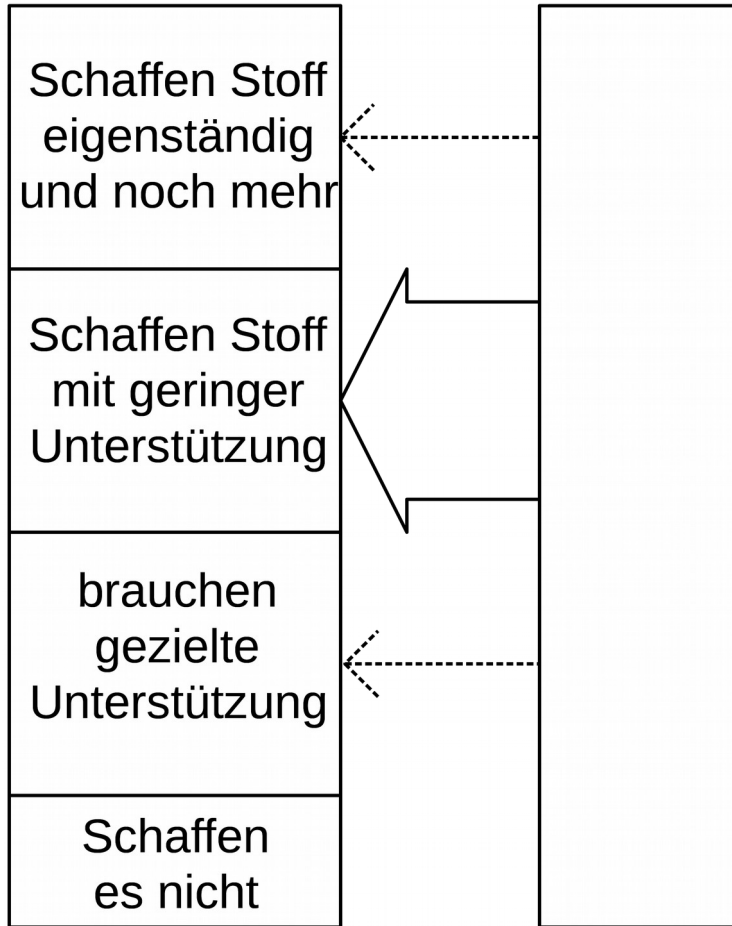 Schaffen Stoff
eigenständig
und noch mehr
Schaffen Stoff
mit geringer
Unterstützung
brauchen
gezielte
Unterstützung
Schaffen
es nicht